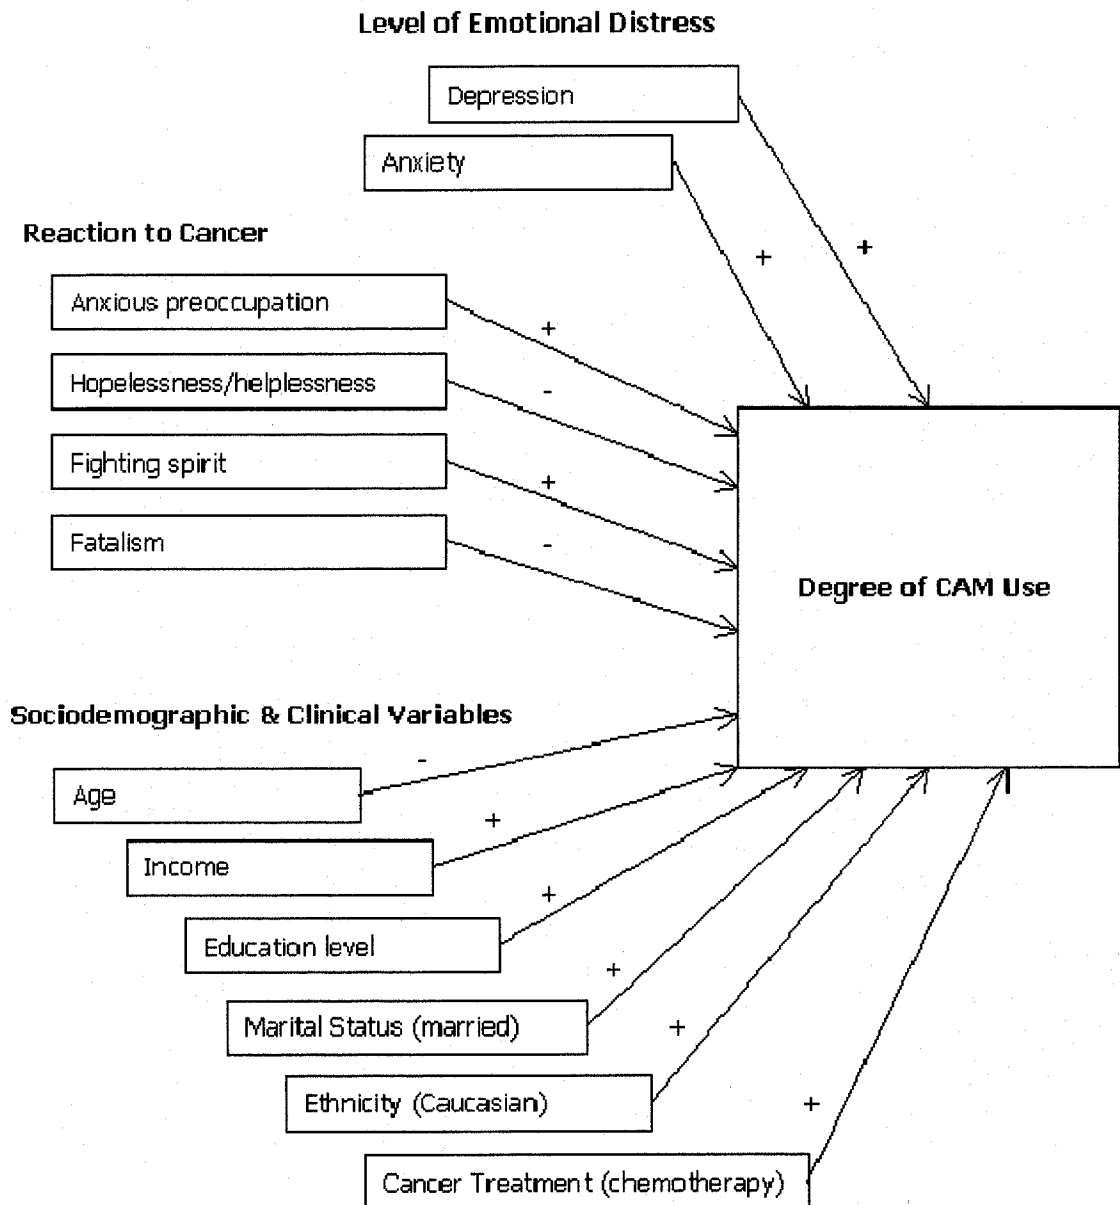 Level of Emotional Distress
Depression
Anxiety
+
+
Reaction to Cancer
Anxious preoccupation
+
Hopelessness/helplessness
-
Fighting spirit
+
Fatalism
-
Degree of CAM Use
Sociodemographic & Clinical Variables
-
Age
+
Income
+
Education level
+
Marital Status (married)
+
Ethnicity (Caucasian)
+
Cancer Treatment (chemotherapy)